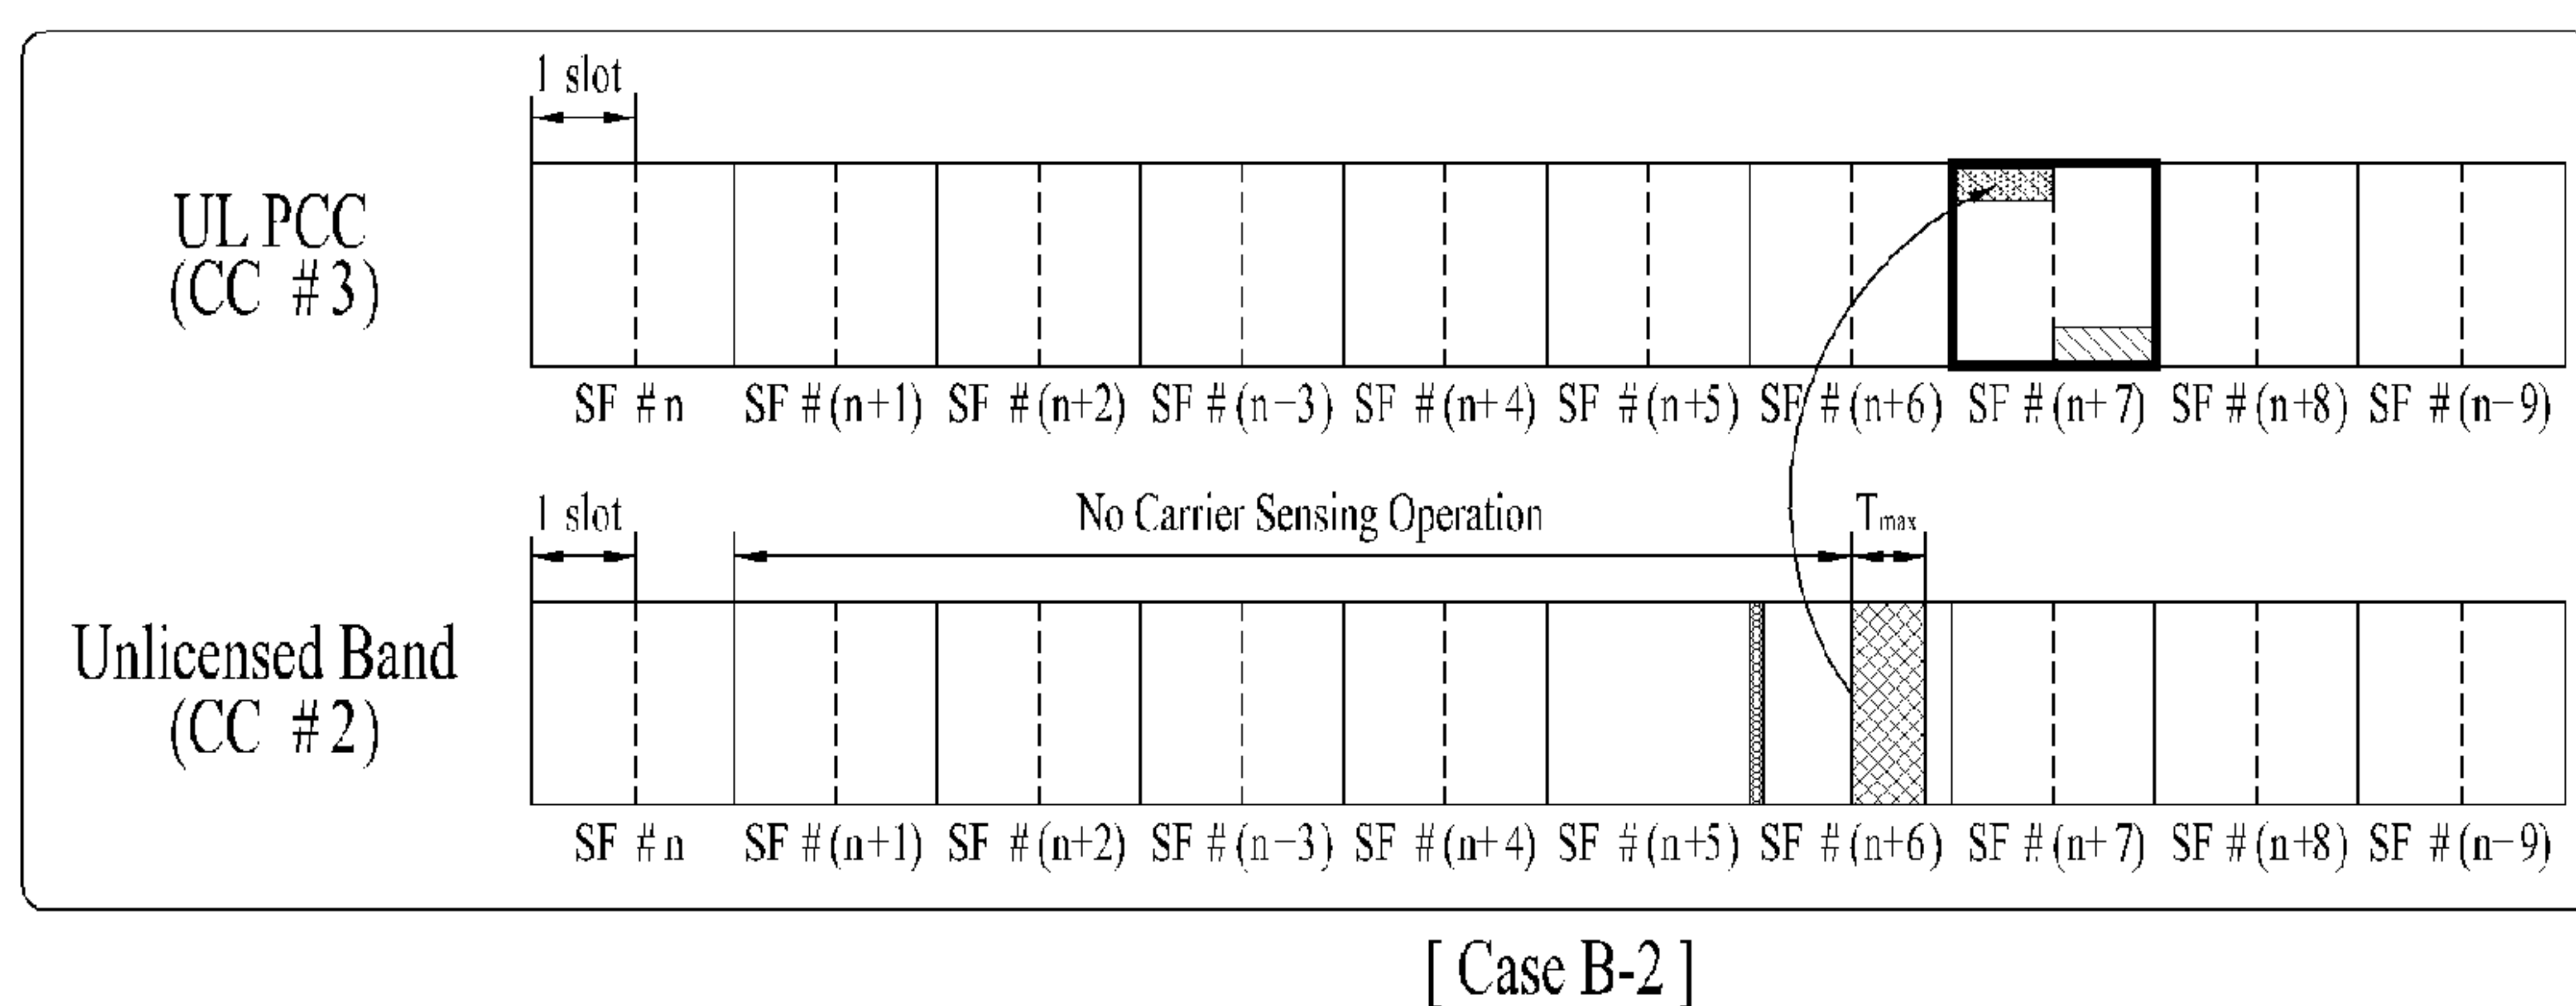 1 slot
UL PCC
(CC #3)
SF #n SF #(n+1) SF #(n+2) SF #(n−3) SF #(n+4) SF #(n+5) SF #(n+6) SF #(n+7) SF #(n+8) SF #(n−9)
1 slot No Carrier Sensing Operation Tmax
Unlicensed Band
(CC #2)
SF #n SF #(n+1) SF #(n+2) SF #(n−3) SF #(n+4) SF #(n+5) SF #(n+6) SF #(n+7) SF #(n+8) SF #(n−9)
[ Case B-2 ]